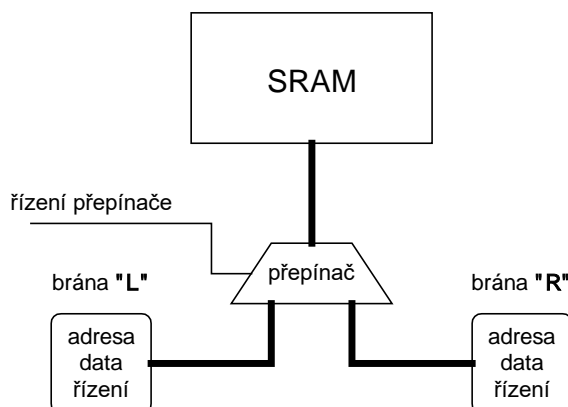 SRAM
řízení přepínače
přepínač
brána "L"
brána "R"
adresa
data
řízení
adresa
data
řízení